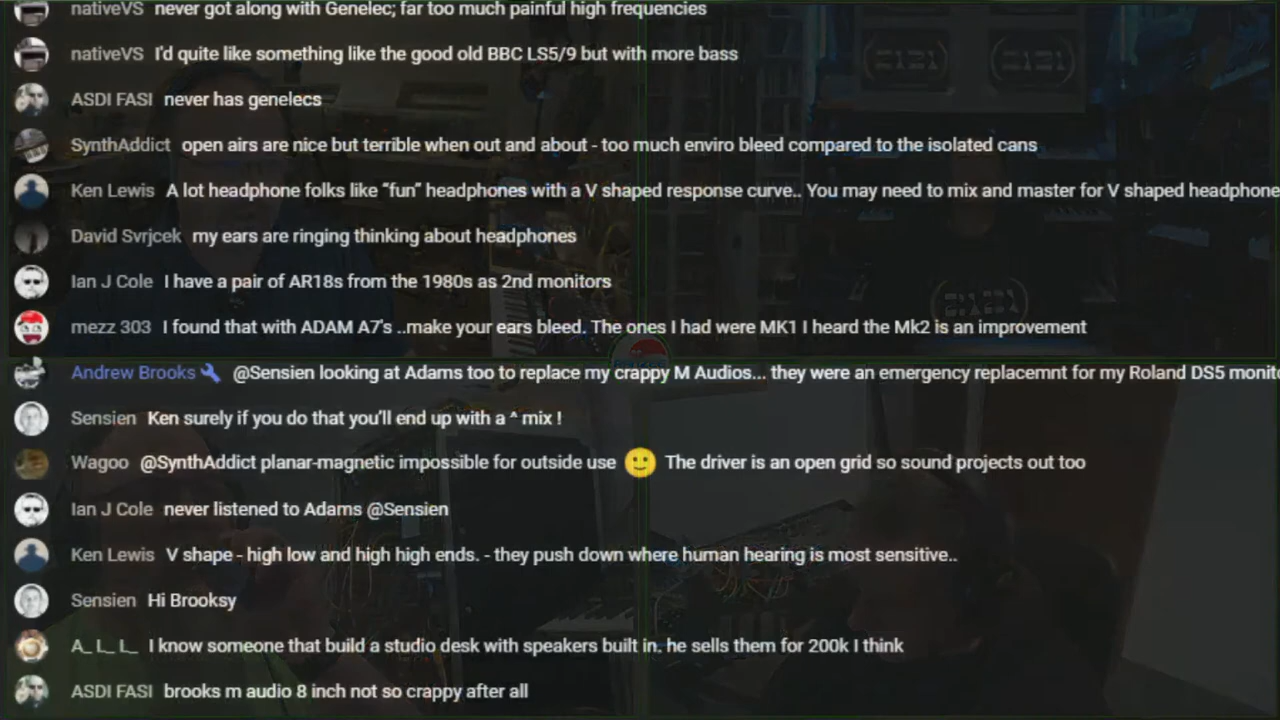 nativeVS never got along with Genelec; far too much painful high frequencies
nativeVS I'd quite like something like the good old BBC LS5/9 but with more bass
ASDI FASI never has genelecs
SynthAddict open airs are nice but terrible when out and about - too much enviro bleed compared to the isolated cans
Ken Lewis A lot headphone folks like “fun” headphones with a V shaped response curve.. You may need to mix and master for V shaped headphone
David Svrjcek my ears are ringing thinking about headphones
Ian J Cole I have a pair of AR18s from the 1980s as 2nd monitors
mezz 303 I found that with ADAM A7's ..make your ears bleed. The ones I had were MK1 I heard the Mk2 is an improvement
Andrew Brooks @Sensien looking at Adams too to replace my crappy M Audios... they were an emergency replacemnt for my Roland DS5 monito
Sensien Ken surely if you do that you'll end up with a ^ mix !
Wagoo @SynthAddict planar-magnetic impossible for outside use 🙂 The driver is an open grid so sound projects out too
Ian J Cole never listened to Adams @Sensien
Ken Lewis V shape - high low and high high ends. - they push down where human hearing is most sensitive..
Sensien Hi Brooksy
A_ L_ L_ I know someone that build a studio desk with speakers built in. he sells them for 200k I think
ASDI FASI brooks m audio 8 inch not so crappy after all